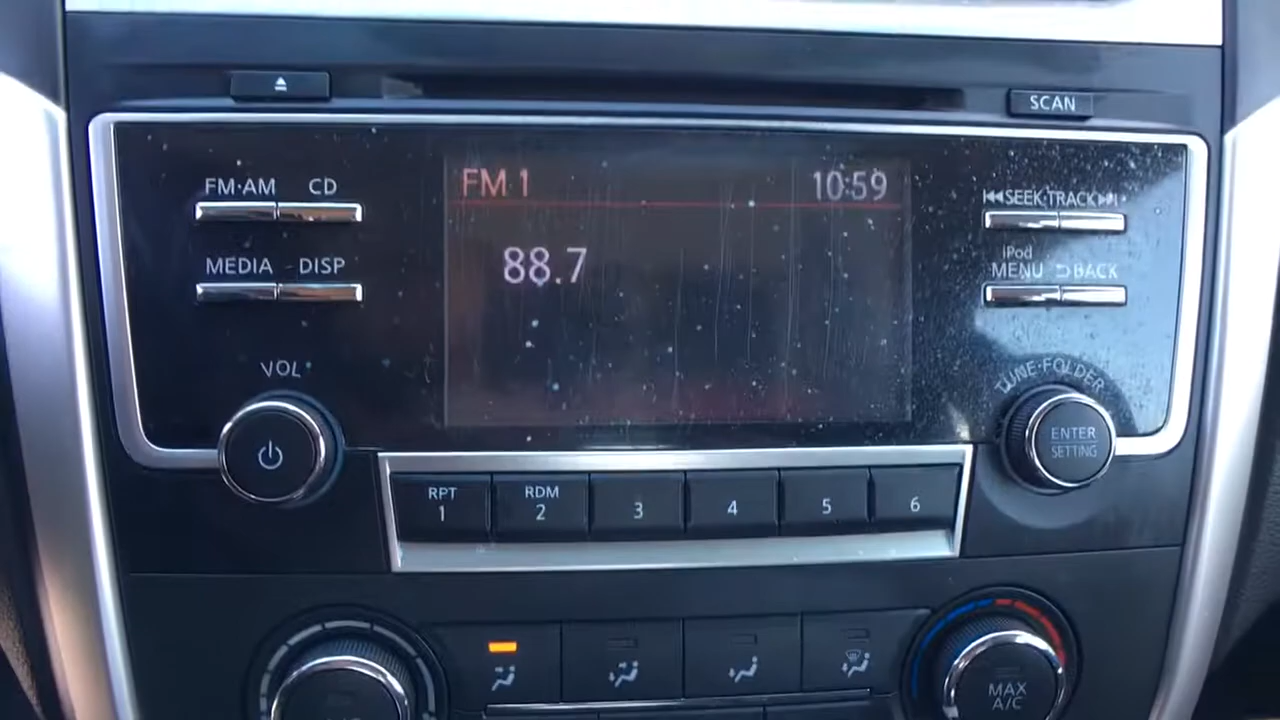 SCAN
FM·AM CD
FM 1
10:59
SEEK·TRACK
MEDIA DISP
88.7
iPod
MENU BACK
VOL
TUNE·FOLDER
ENTER
SETTING
RPT
1
RDM
2
3
4
5
6
MAX
A/C